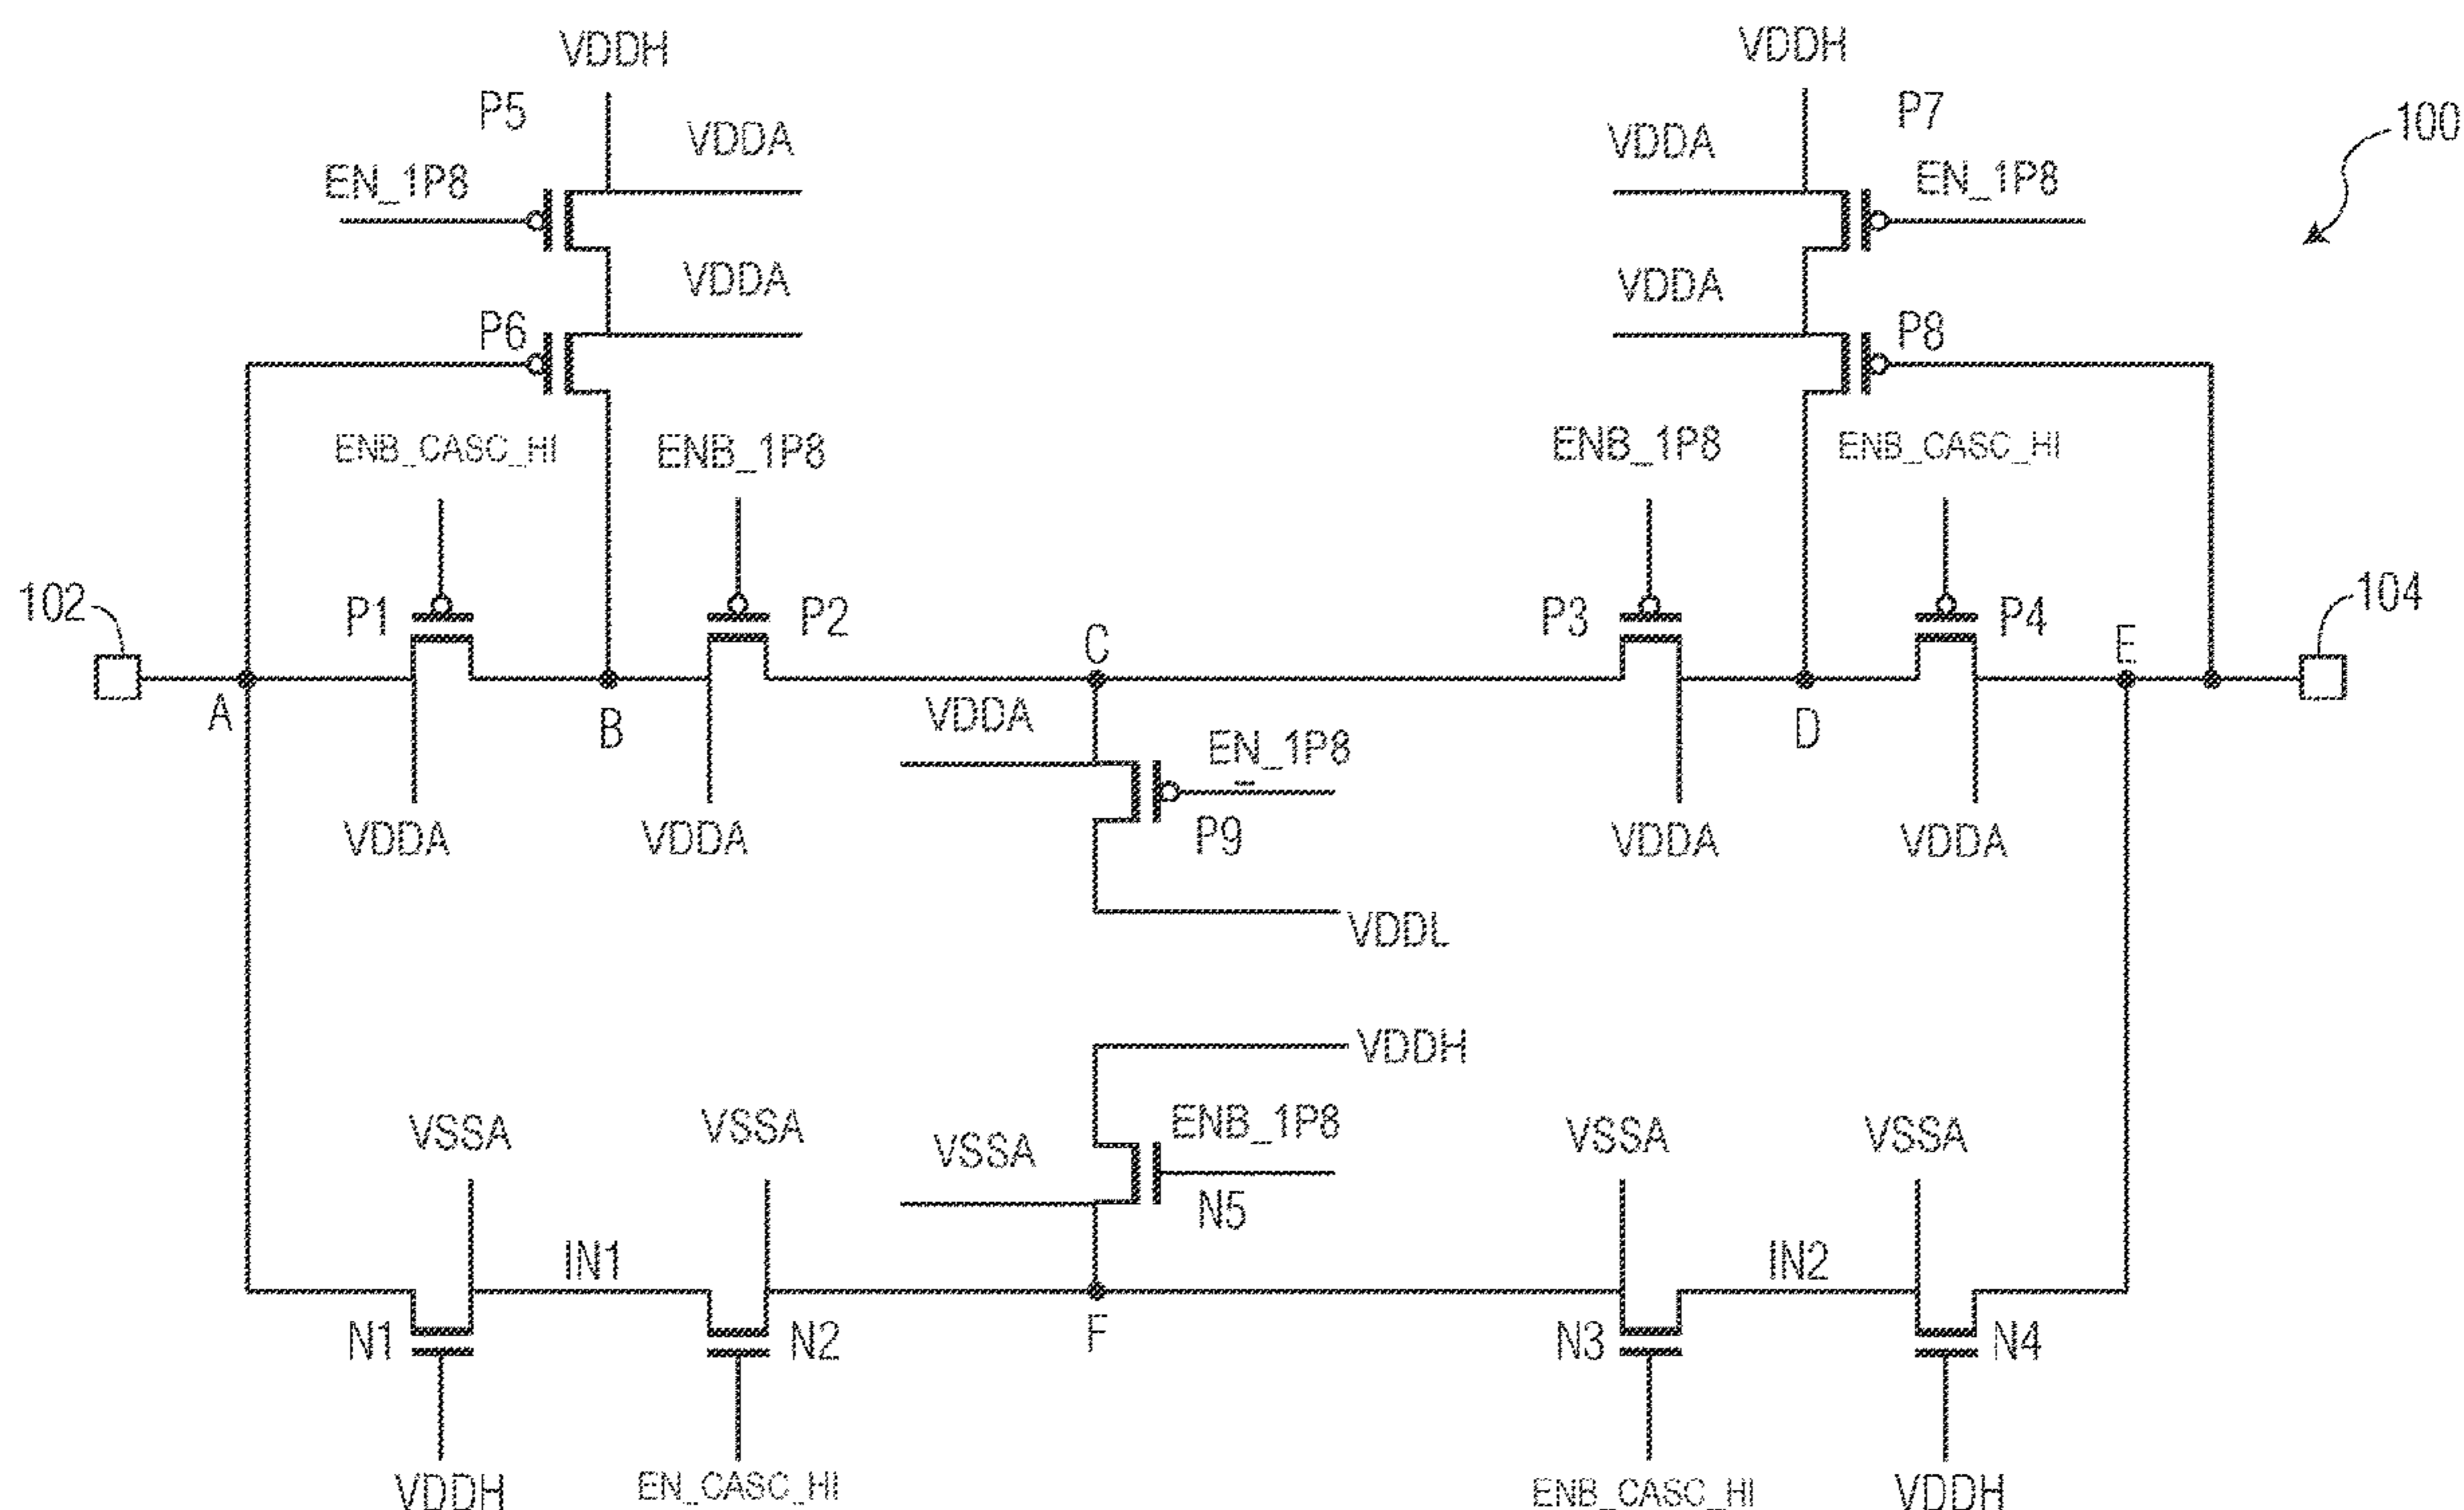 VDDH
VDDH
P5
P7
100
VDDA
VDDA
EN_1P8
EN_1P8
VDDA
VDDA
P6
P8
ENB_CASC_HI
ENB_1P8
ENB_1P8
ENB_CASC_HI
102
P1
P2
P3
P4
104
A
B
C
D
E
VDDA
EN_1P8
VDDA
VDDA
P9
VDDA
VDDA
VDDL
VDDH
VSSA
VSSA
VSSA
ENB_1P8
VSSA
VSSA
N5
IN1
IN2
N1
N2
F
N3
N4
VDDH
EN_CASC_HI
ENB_CASC_HI
VDDH